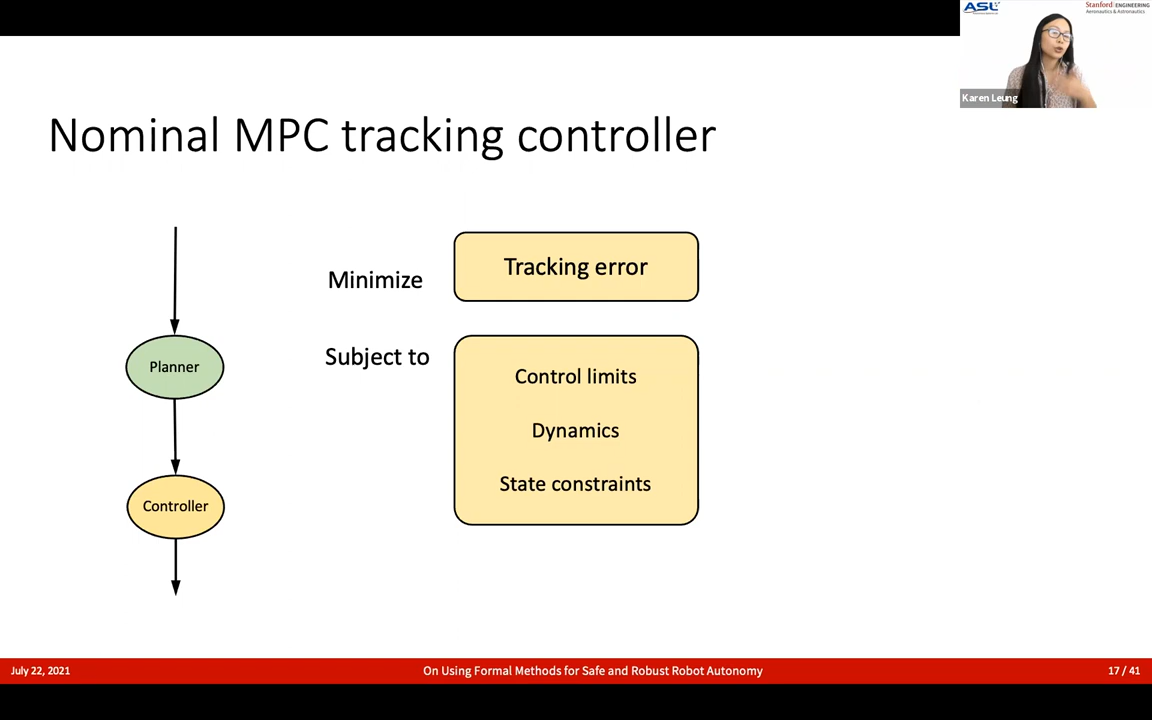 ASL
Stanford ENGINEERING
Aeronautics & Astronautics
Karen Leung
Nominal MPC tracking controller
Minimize
Tracking error
Subject to
Control limits
Dynamics
State constraints
Planner
Controller
July 22, 2021
On Using Formal Methods for Safe and Robust Robot Autonomy
17 / 41